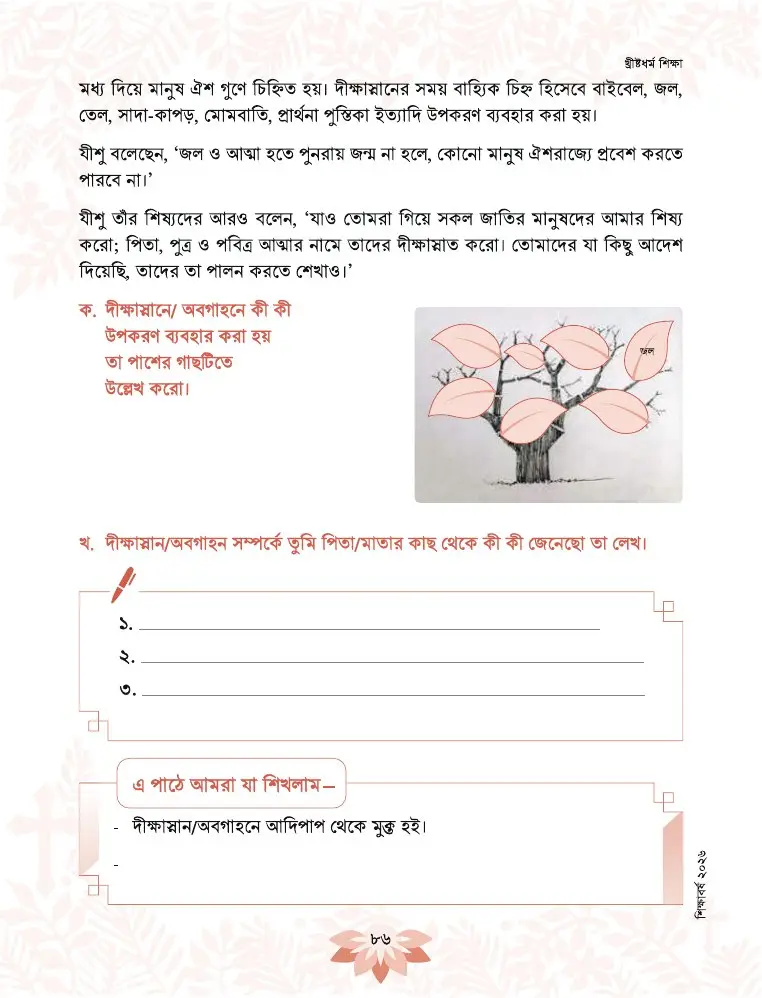 খ্রীষ্টধর্ম শিক্ষা
মধ্য দিয়ে মানুষ ঐশ গুণে চিহ্নিত হয়। দীক্ষাস্নানের সময় বাহ্যিক চিহ্ন হিসেবে বাইবেল, জল,
তেল, সাদা-কাপড়, মোমবাতি, প্রার্থনা পুস্তিকা ইত্যাদি উপকরণ ব্যবহার করা হয়।
যীশু বলেছেন, ‘জল ও আত্মা হতে পুনরায় জন্ম না হলে, কোনো মানুষ ঐশরাজ্যে প্রবেশ করতে
পারবে না।’
যীশু তাঁর শিষ্যদের আরও বলেন, ‘যাও তোমরা গিয়ে সকল জাতির মানুষদের আমার শিষ্য
করো; পিতা, পুত্র ও পবিত্র আত্মার নামে তাদের দীক্ষাস্নাত করো। তোমাদের যা কিছু আদেশ
দিয়েছি, তাদের তা পালন করতে শেখাও।’
ক. দীক্ষাস্নানে/ অবগাহনে কী কী
উপকরণ ব্যবহার করা হয়
তা পাশের গাছটিতে
উল্লেখ করো।
জল
খ. দীক্ষাস্নান/অবগাহন সম্পর্কে তুমি পিতা/মাতার কাছ থেকে কী কী জেনেছো তা লেখ।
১.
২.
৩.
এ পাঠে আমরা যা শিখলাম–
- দীক্ষাস্নান/অবগাহনে আদিপাপ থেকে মুক্ত হই।
-
শিক্ষাবর্ষ ২০২৬
৮৬